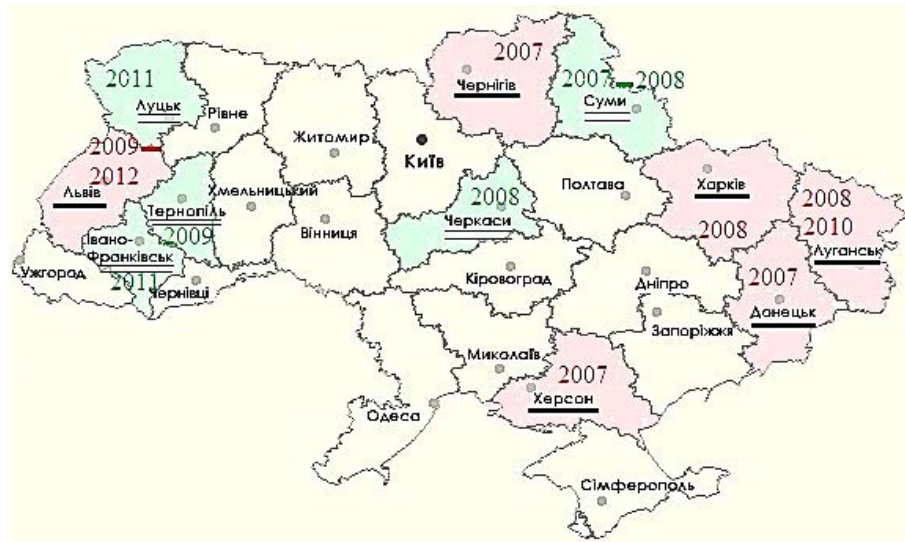 2007
2011
Чернігів
2007 - 2008
Суми
Луцьк
Рівне
Житомир
Київ
2009 -
2012
Львів
Тернопіль
Хмельницький
2008
Черкаси
Полтава
Харків
2008
2008
2010
Луганськ
Івано-
Франківськ
2009
2011
Вінниця
Ужгород
Чернівці
Кіровоград
Дніпро
2007
Донецьк
Запоріжжя
Миколаїв
2007
Херсон
Одеса
Сімферополь